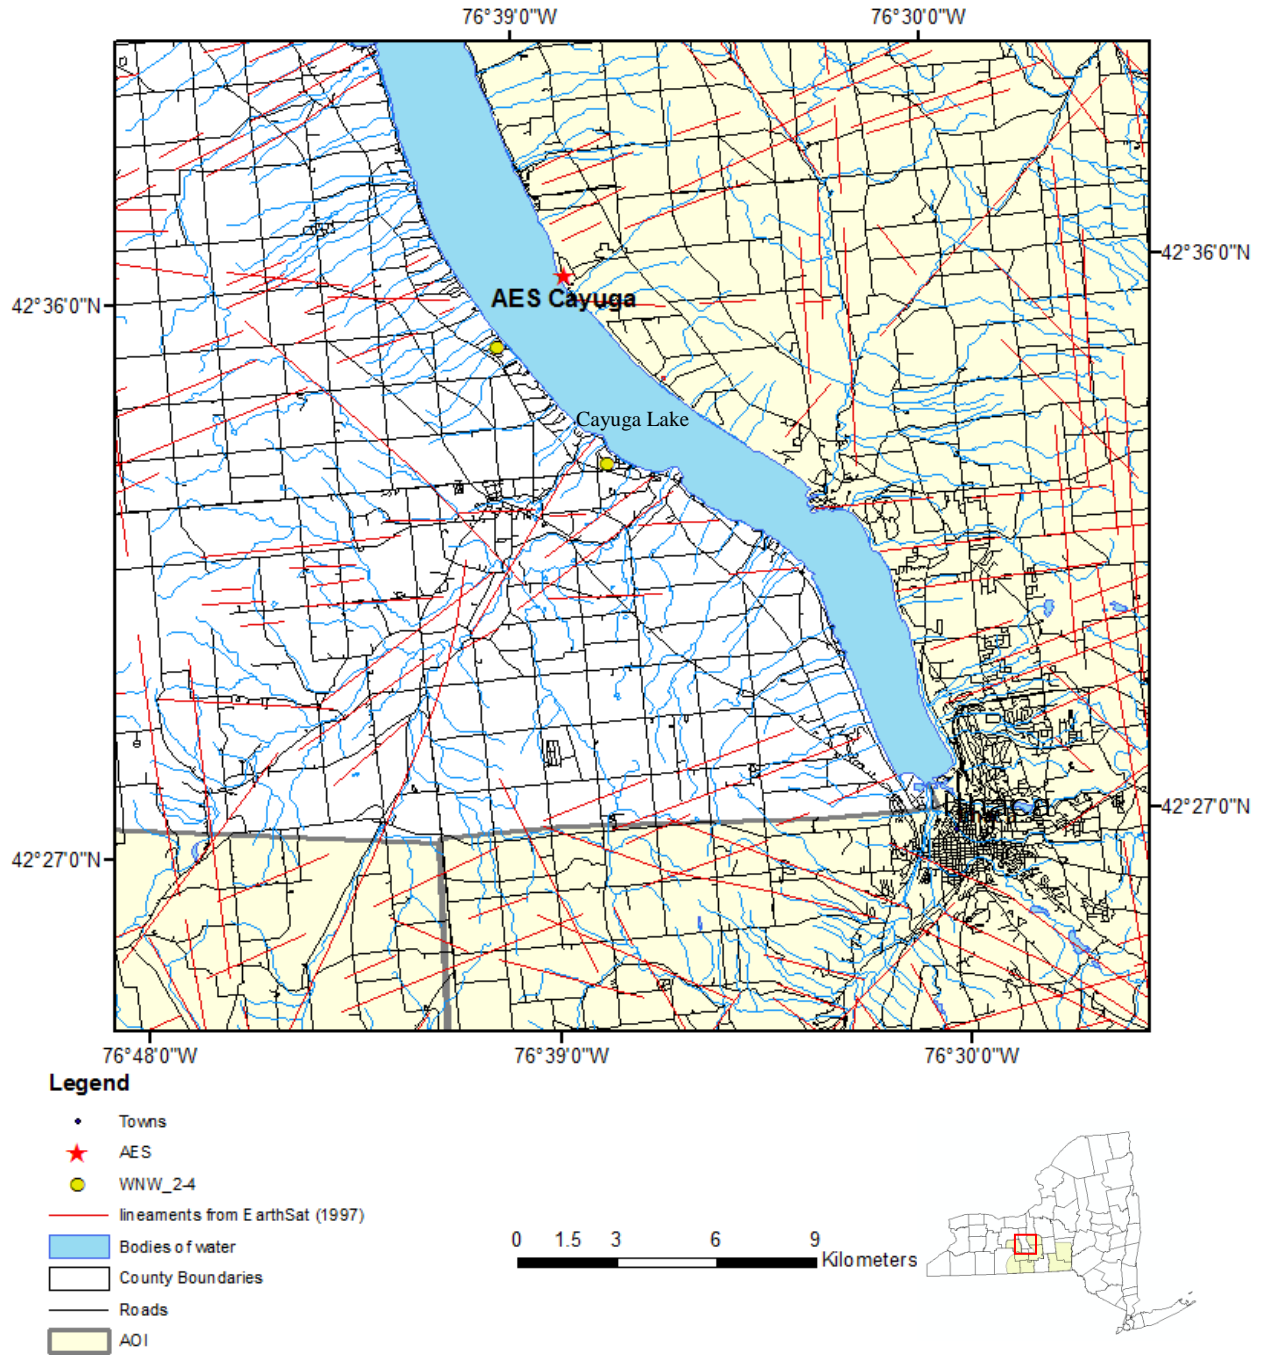 76°39'0"W 76°30'0"W
42°36'0"N
42°36'0"N
AES Cayuga
Cayuga Lake
Ithaca
42°27'0"N
42°27'0"N
76°48'0"W 76°39'0"W 76°30'0"W
Legend
Towns
AES
WNW_2-4
lineaments from EarthSat (1997)
Bodies of water
County Boundaries
Roads
AOI
0 1.5 3 6 9
Kilometers